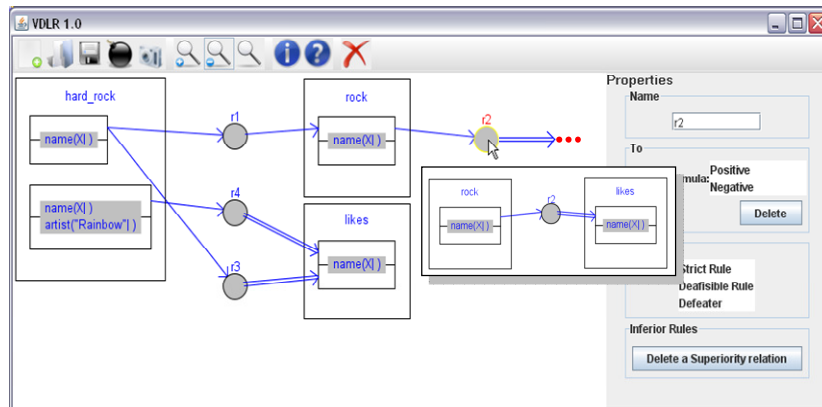 VDLR 1.0
hard_rock
name(X| )
name(X| )
artist("Rainbow"| )
r1
r4
r3
rock
name(X| )
likes
name(X| )
r2
rock
name(X| )
r2
likes
name(X| )
Properties
Name
r2
To
mula:
Positive
Negative
Delete
Strict Rule
Deafisible Rule
Defeater
Inferior Rules
Delete a Superiority relation